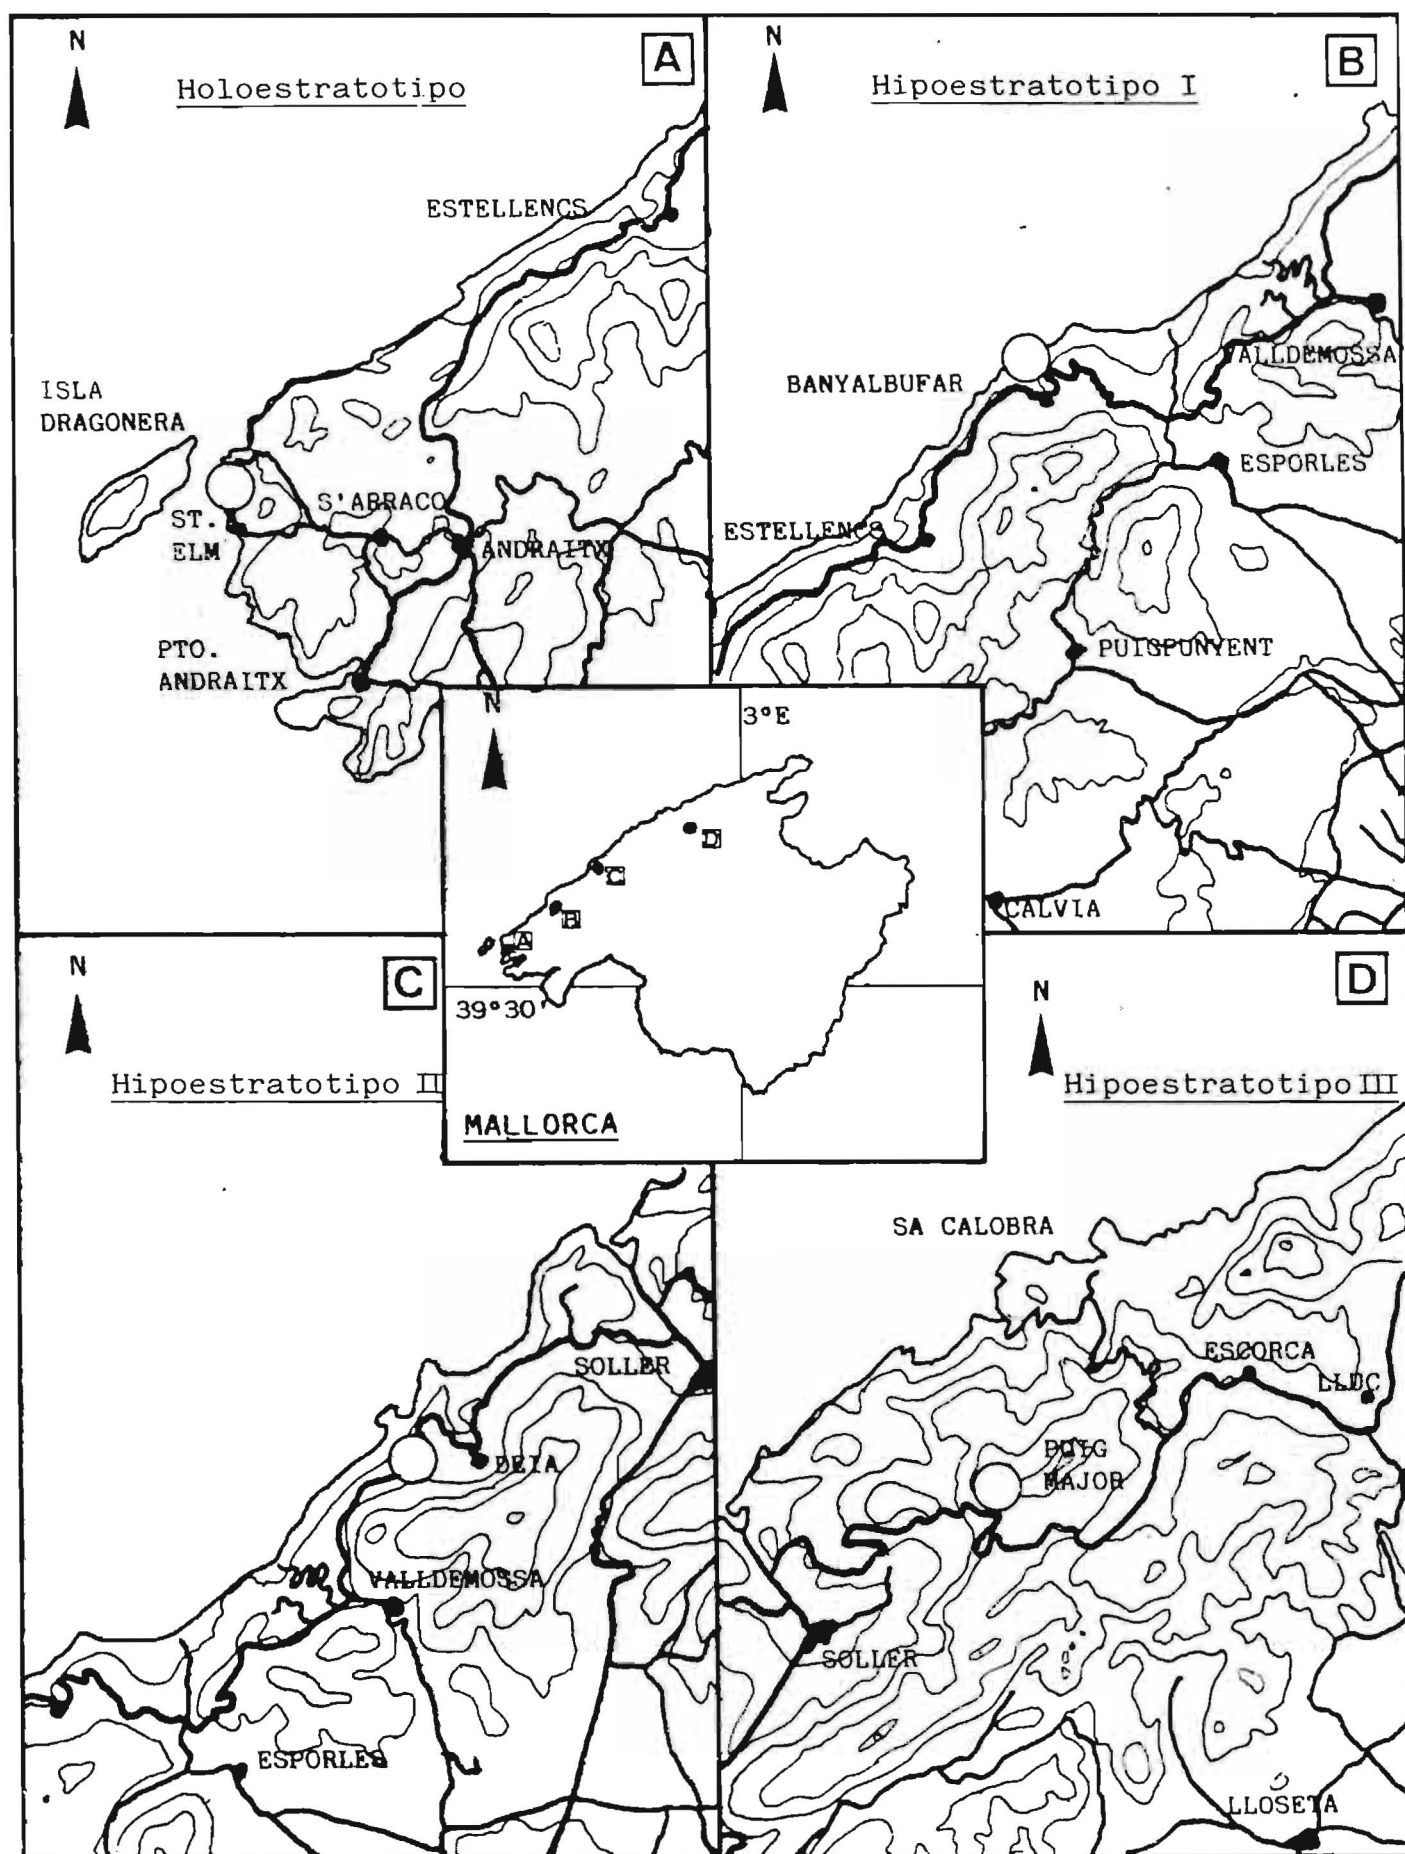 N
A
Holoestratotipo
ESTELLENCS
ISLA
DRAGONERA
S'ARRACO
ST.
ELM
ANDRAITX
PTO.
ANDRAITX
N
B
Hipoestratotipo I
VALLDEMOSSA
BANYALBUFAR
ESPORLES
ESTELLENCS
PUIGPUNYENT
CALVIA
N
3°E
D
C
B
A
39°30'
MALLORCA
N
C
Hipoestratotipo II
SOLLER
DEIA
VALLDEMOSSA
ESPORLES
N
D
Hipoestratotipo III
SA CALOBRA
ESCORCA
LLUC
PUIG
MAJOR
SOLLER
LLOSETA